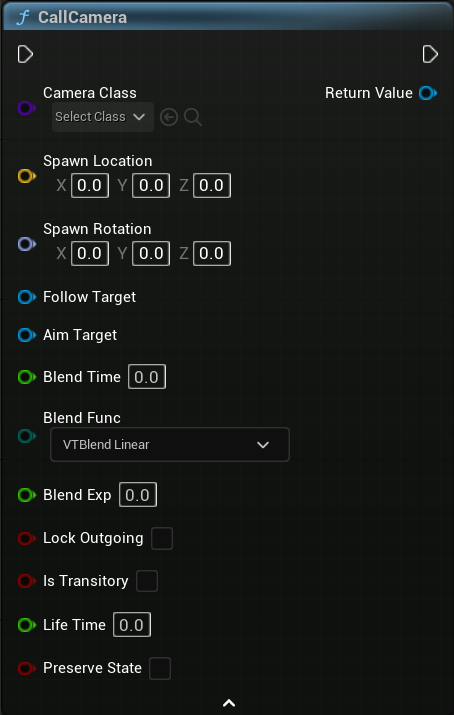 CallCamera
Camera Class
Return Value
Select Class
Spawn Location
X 0.0 Y 0.0 Z 0.0
Spawn Rotation
X 0.0 Y 0.0 Z 0.0
Follow Target
Aim Target
Blend Time 0.0
Blend Func
VTBlend Linear
Blend Exp 0.0
Lock Outgoing
Is Transitory
Life Time 0.0
Preserve State